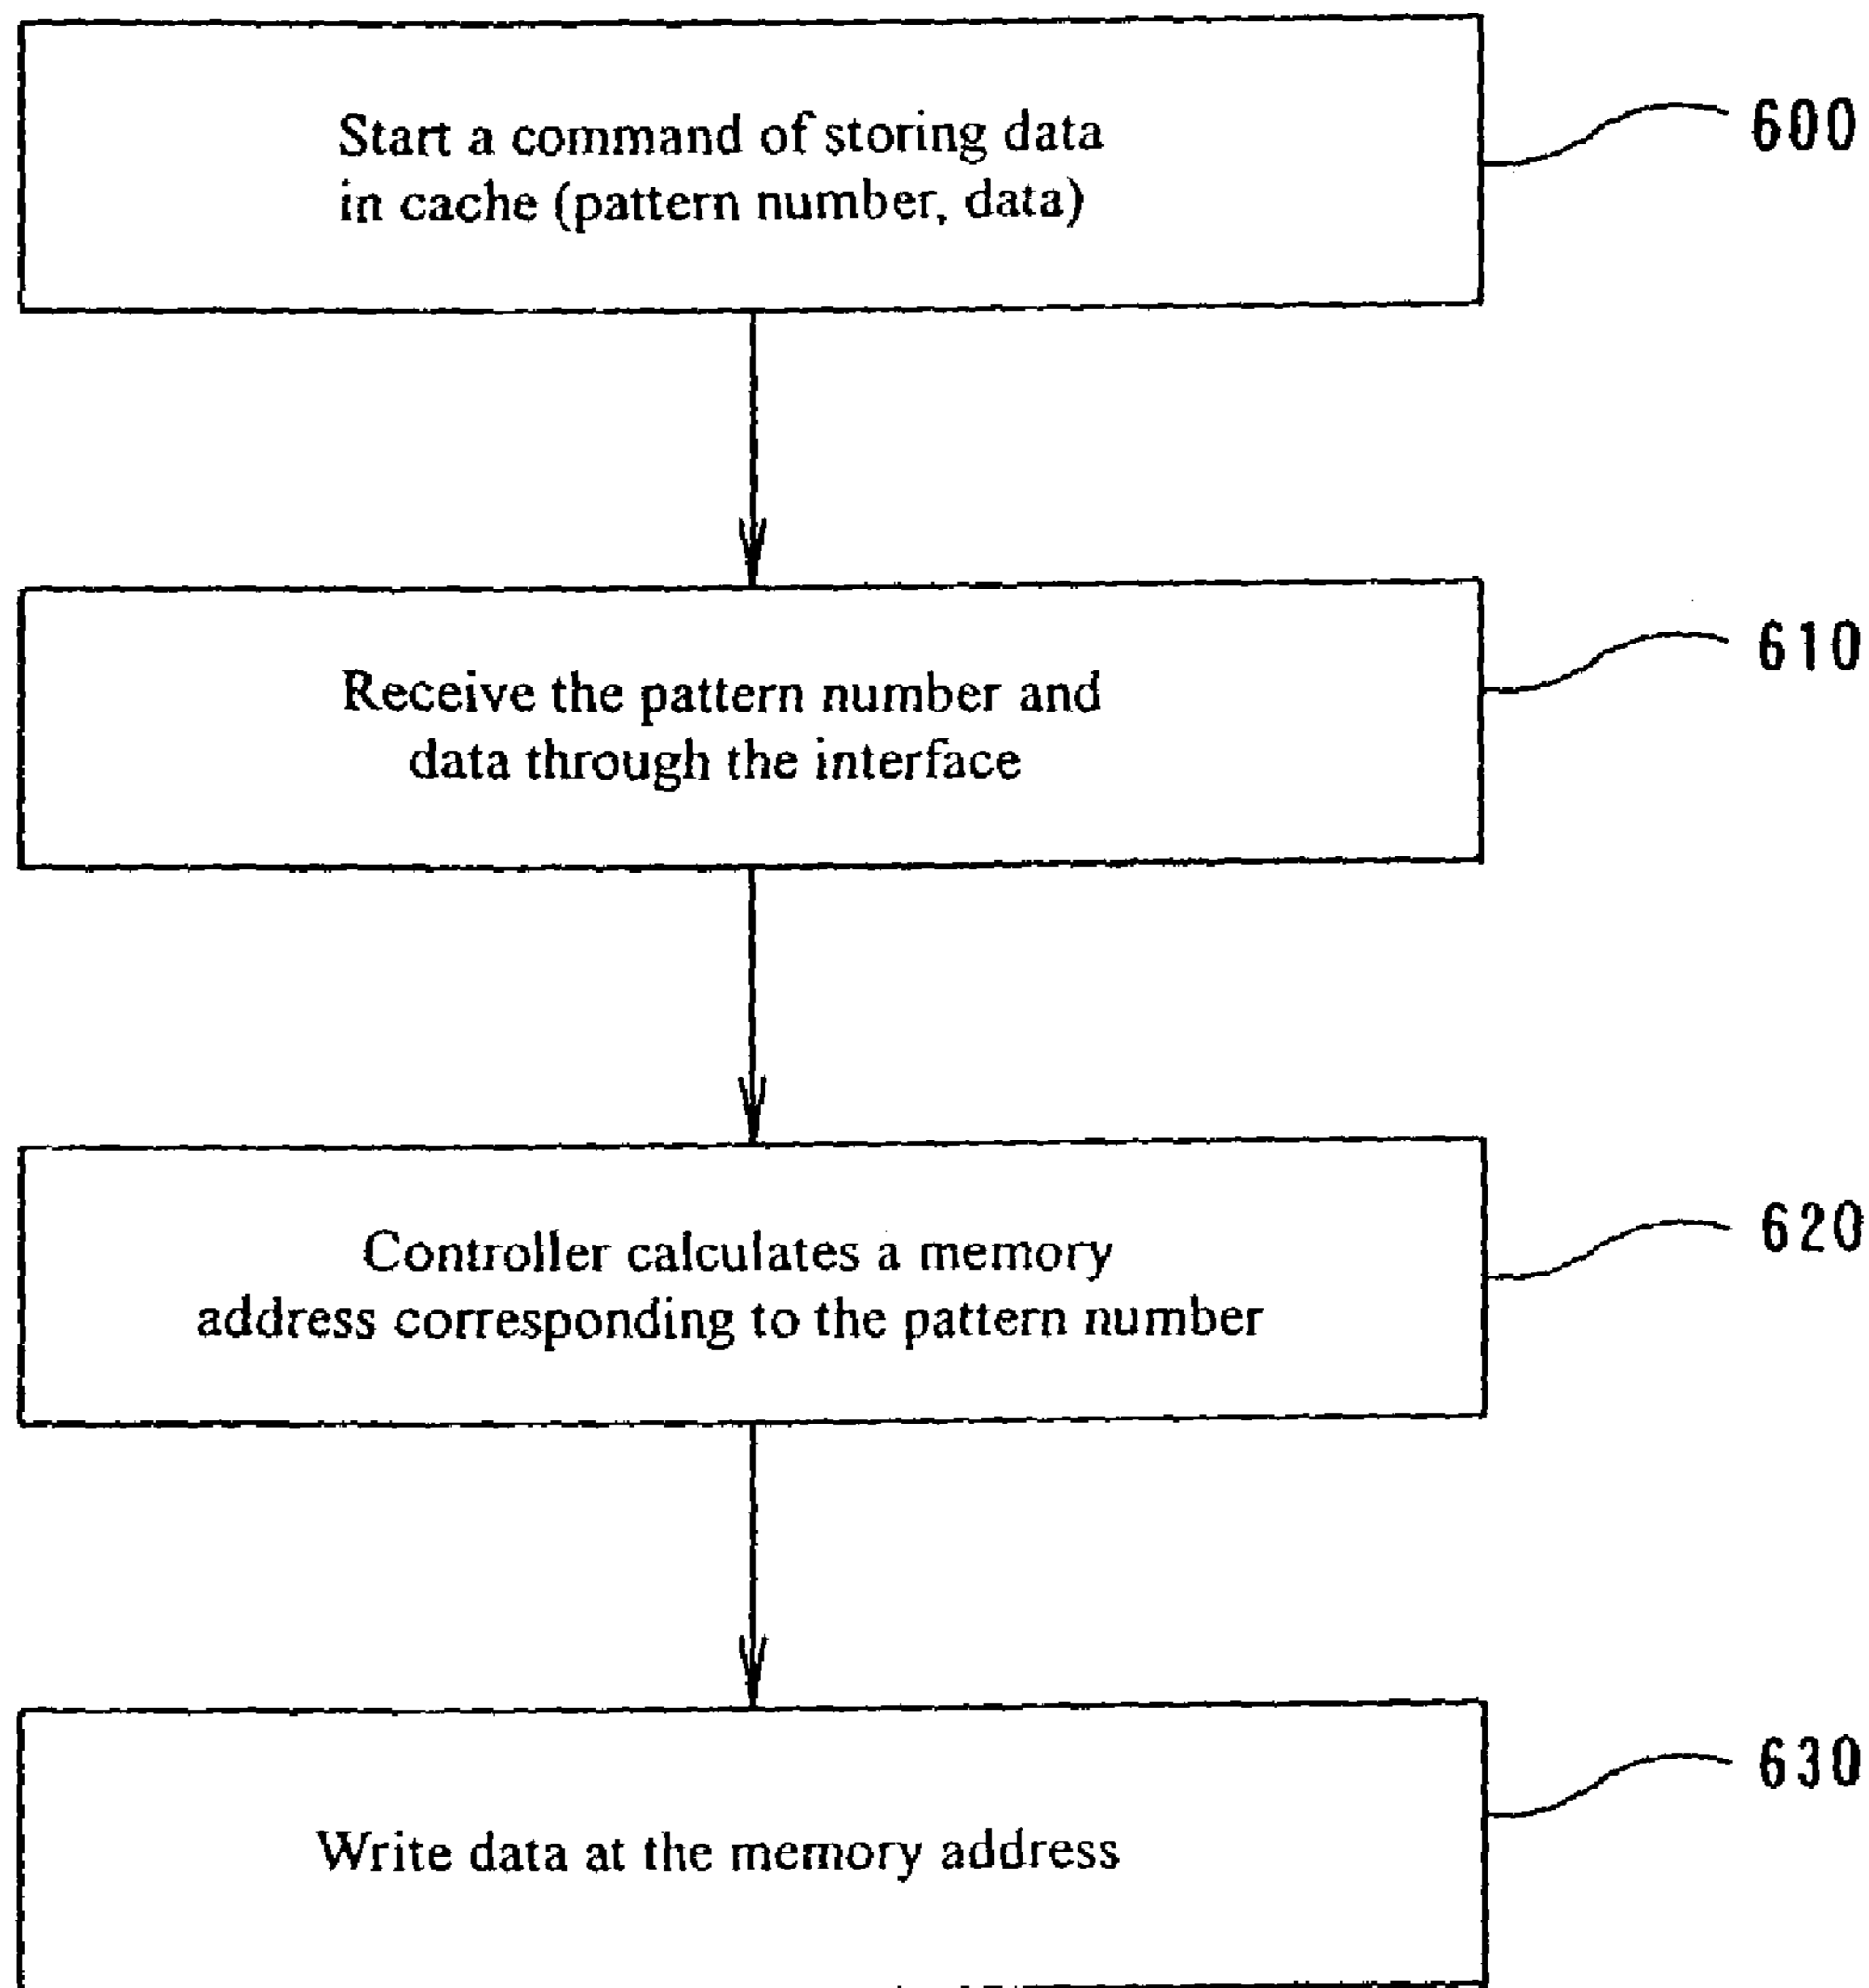 Start a command of storing data
in cache (pattern number, data)
600
Receive the pattern number and
data through the interface
610
Controller calculates a memory
address corresponding to the pattern number
620
Write data at the memory address
630